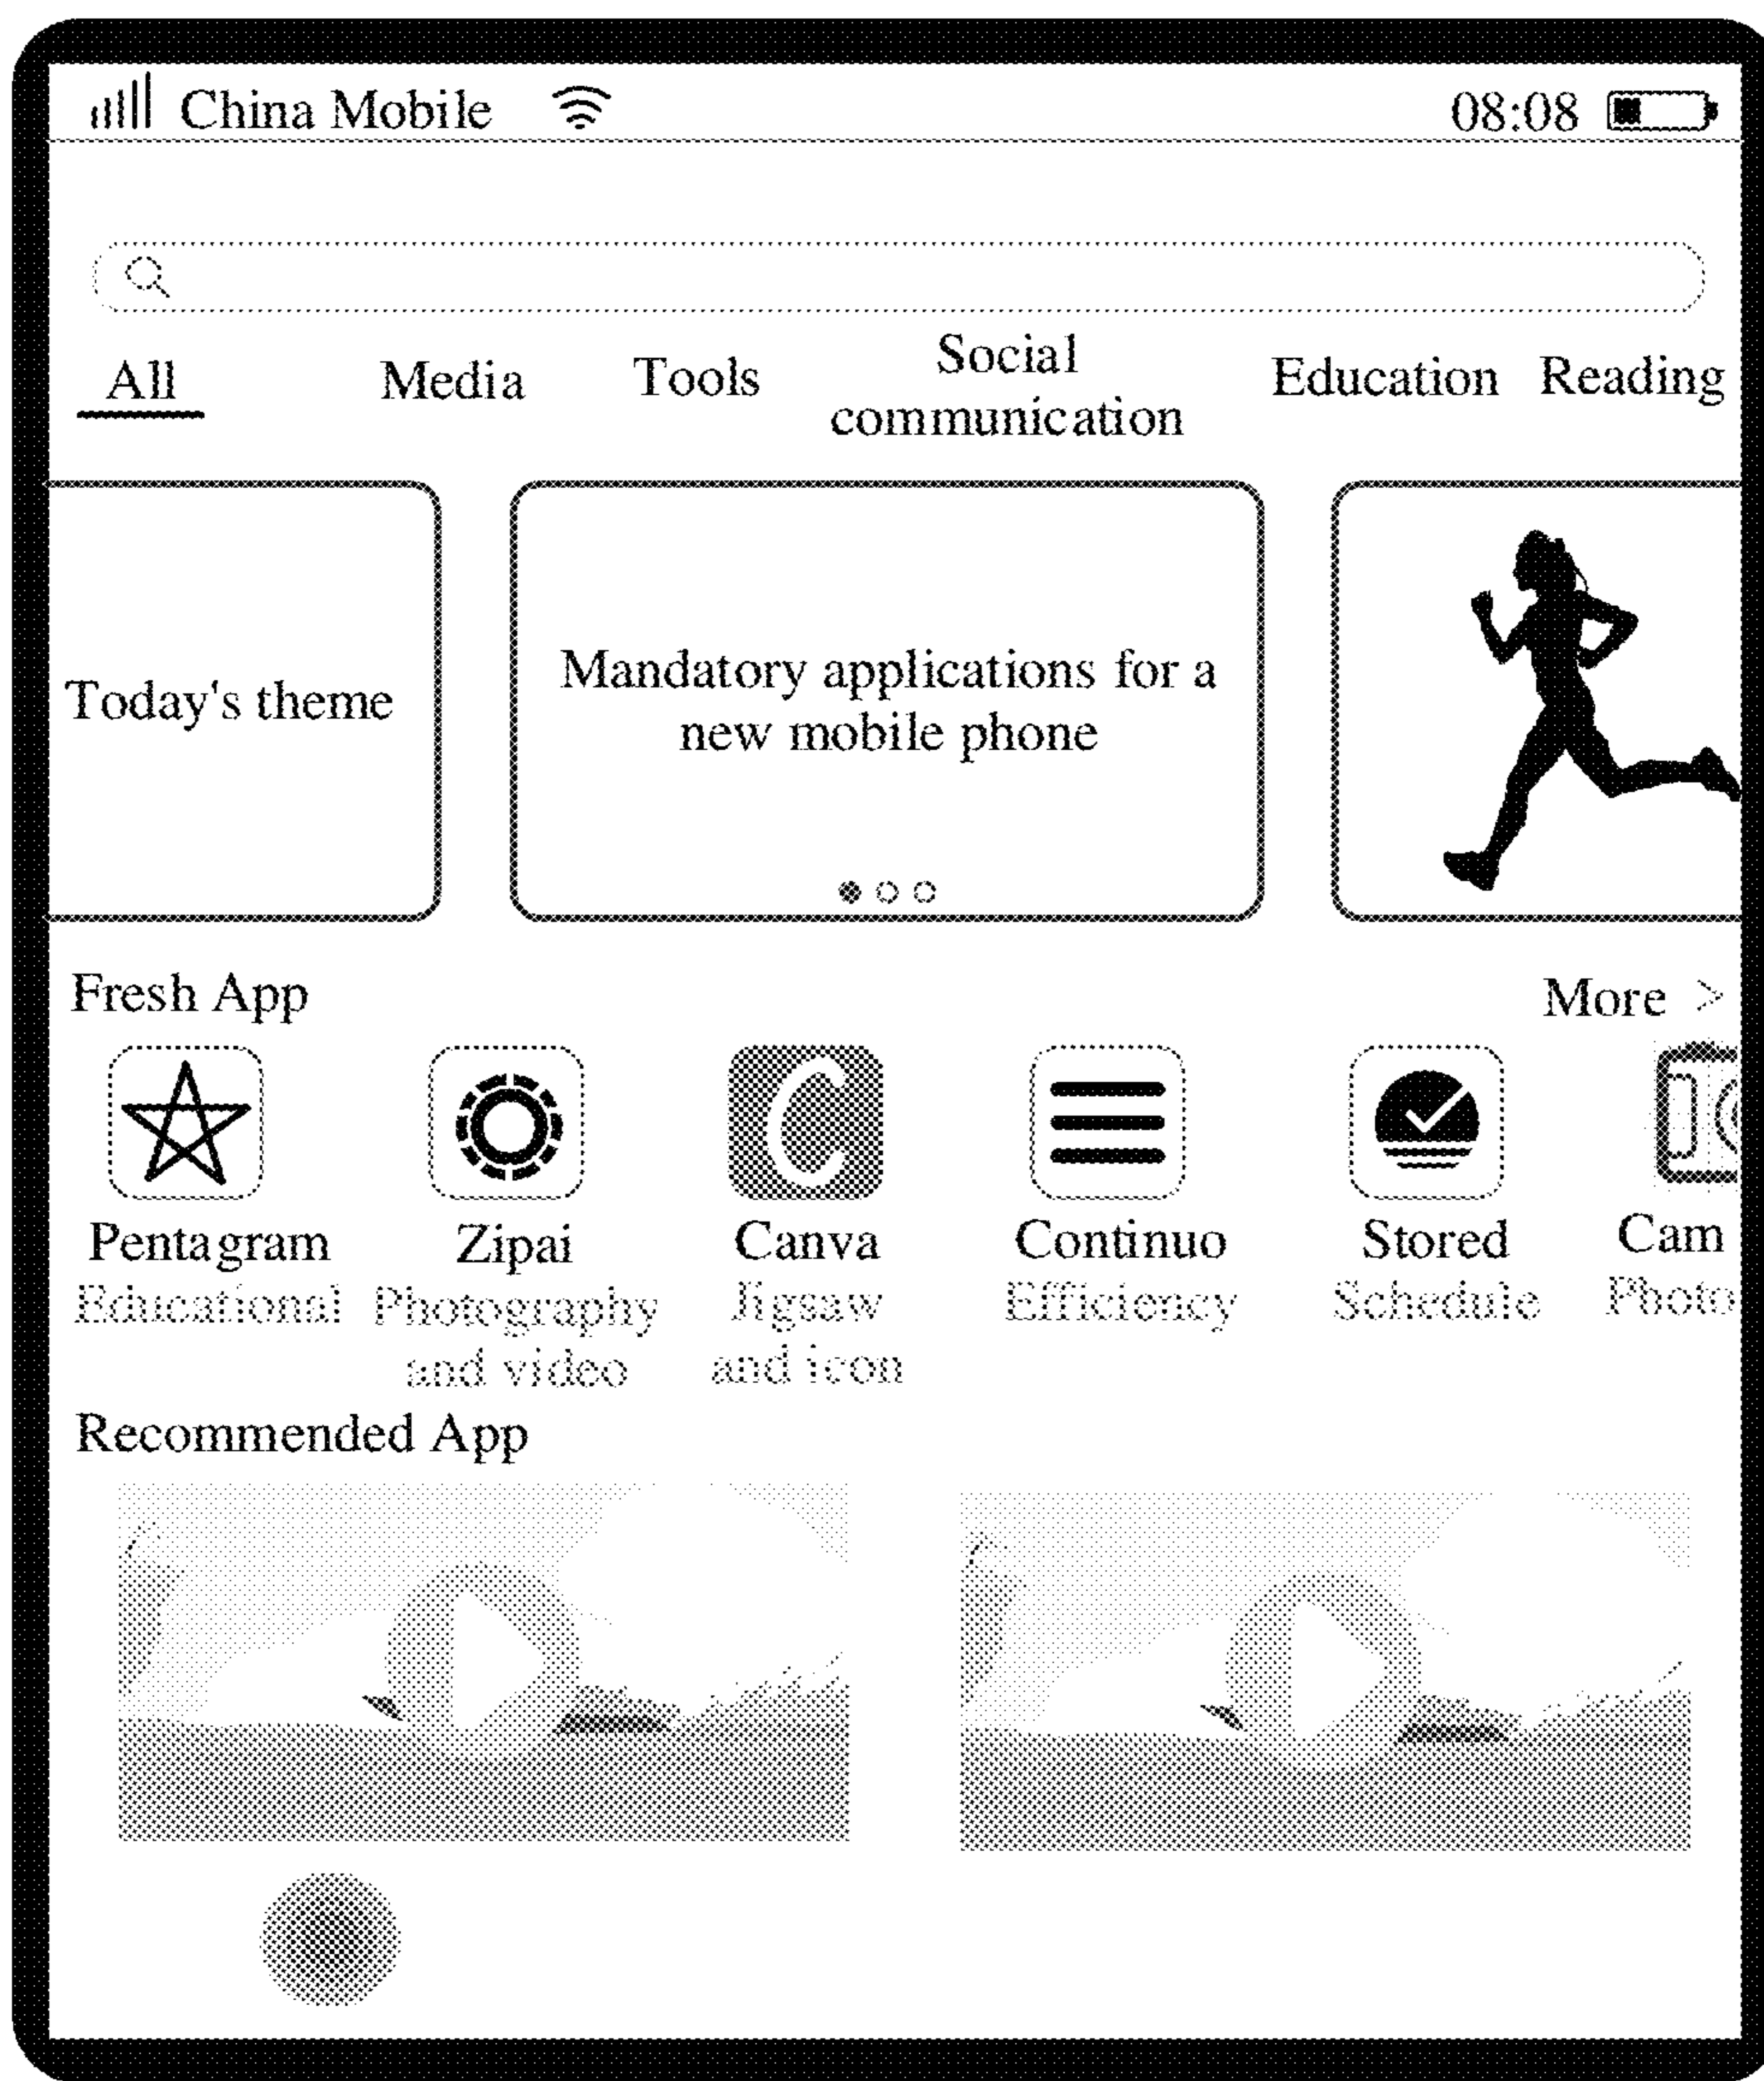 China Mobile 08:08
All Media Tools Social communication Education Reading
Today's theme
Mandatory applications for a
new mobile phone
Fresh App More >
Pentagram Zipai Canva Continuo Stored Cam
Educational Photography and video Jigsaw and icon Efficiency Schedule Photo
Recommended App